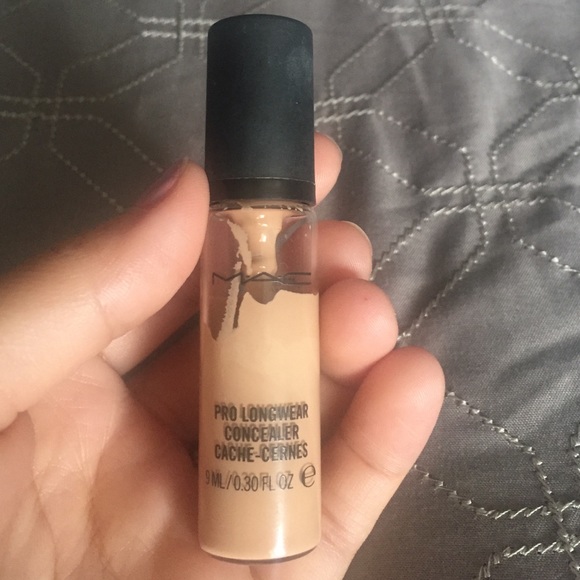 MAC
PRO LONGWEAR
CONCEALER
CACHE-CERNES
9 ML/0.30 FL OZ e